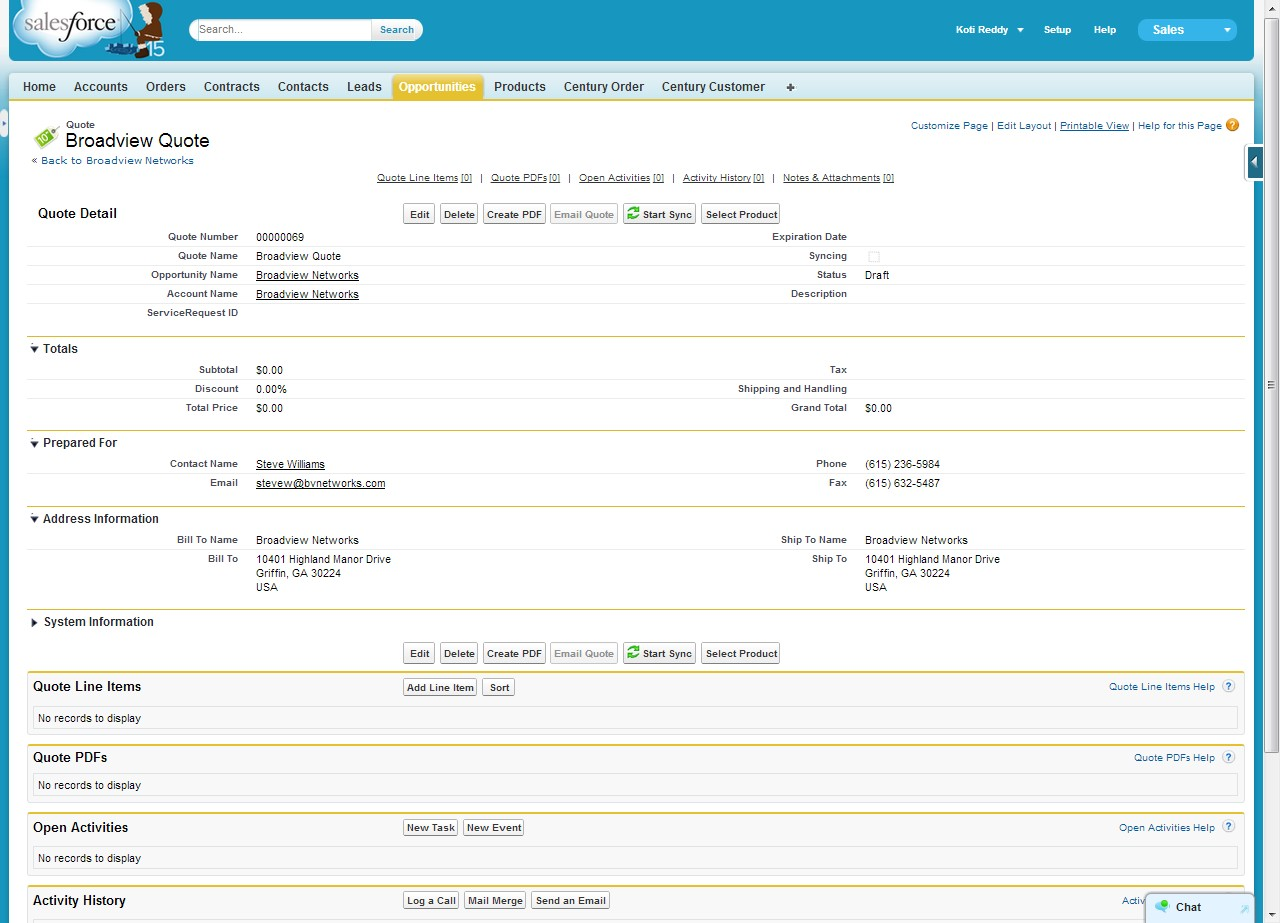 salesforce
15
Search...
Search
Koti Reddy
Setup
Help
Sales
Home Accounts Orders Contracts Contacts Leads Opportunities Products Century Order Century Customer +
Quote
Broadview Quote
« Back to Broadview Networks
Customize Page | Edit Layout | Printable View | Help for this Page ?
Quote Line Items [0] | Quote PDFs [0] | Open Activities [0] | Activity History [0] | Notes & Attachments [0]
Quote Detail
Edit Delete Create PDF Email Quote Start Sync Select Product
Quote Number 00000069 Expiration Date
Quote Name Broadview Quote Syncing
Opportunity Name Broadview Networks Status Draft
Account Name Broadview Networks Description
ServiceRequest ID
Totals
Subtotal $0.00 Tax
Discount 0.00% Shipping and Handling
Total Price $0.00 Grand Total $0.00
Prepared For
Contact Name Steve Williams Phone (615) 236-5984
Email stevew@bvnetworks.com Fax (615) 632-5487
Address Information
Bill To Name Broadview Networks Ship To Name Broadview Networks
Bill To 10401 Highland Manor Drive Ship To 10401 Highland Manor Drive
Griffin, GA 30224 Griffin, GA 30224
USA USA
System Information
Edit Delete Create PDF Email Quote Start Sync Select Product
Quote Line Items Add Line Item Sort Quote Line Items Help ?
No records to display
Quote PDFs Quote PDFs Help ?
No records to display
Open Activities New Task New Event Open Activities Help ?
No records to display
Activity History Log a Call Mail Merge Send an Email
Chat